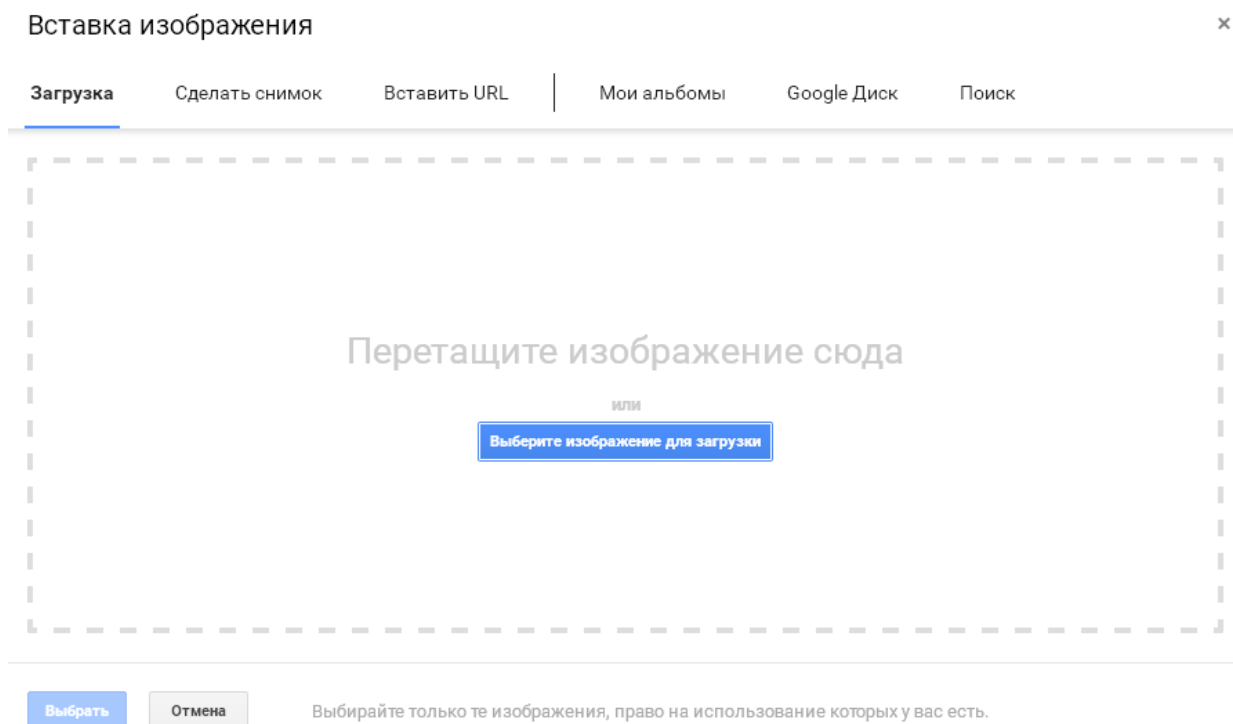 Вставка изображения ×
Загрузка Сделать снимок Вставить URL Мои альбомы Google Диск Поиск
Перетащите изображение сюда
или
Выберите изображение для загрузки
Выбрать Отмена Выбирайте только те изображения, право на использование которых у вас есть.